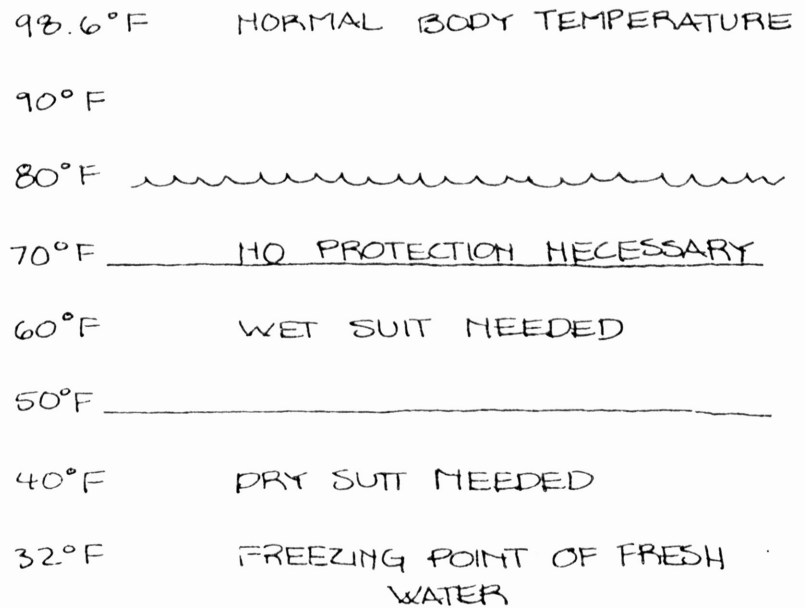 98.6°F NORMAL BODY TEMPERATURE
90°F
80°F
70°F NO PROTECTION NECESSARY
60°F WET SUIT NEEDED
50°F
40°F DRY SUIT NEEDED
32°F FREEZING POINT OF FRESH
WATER